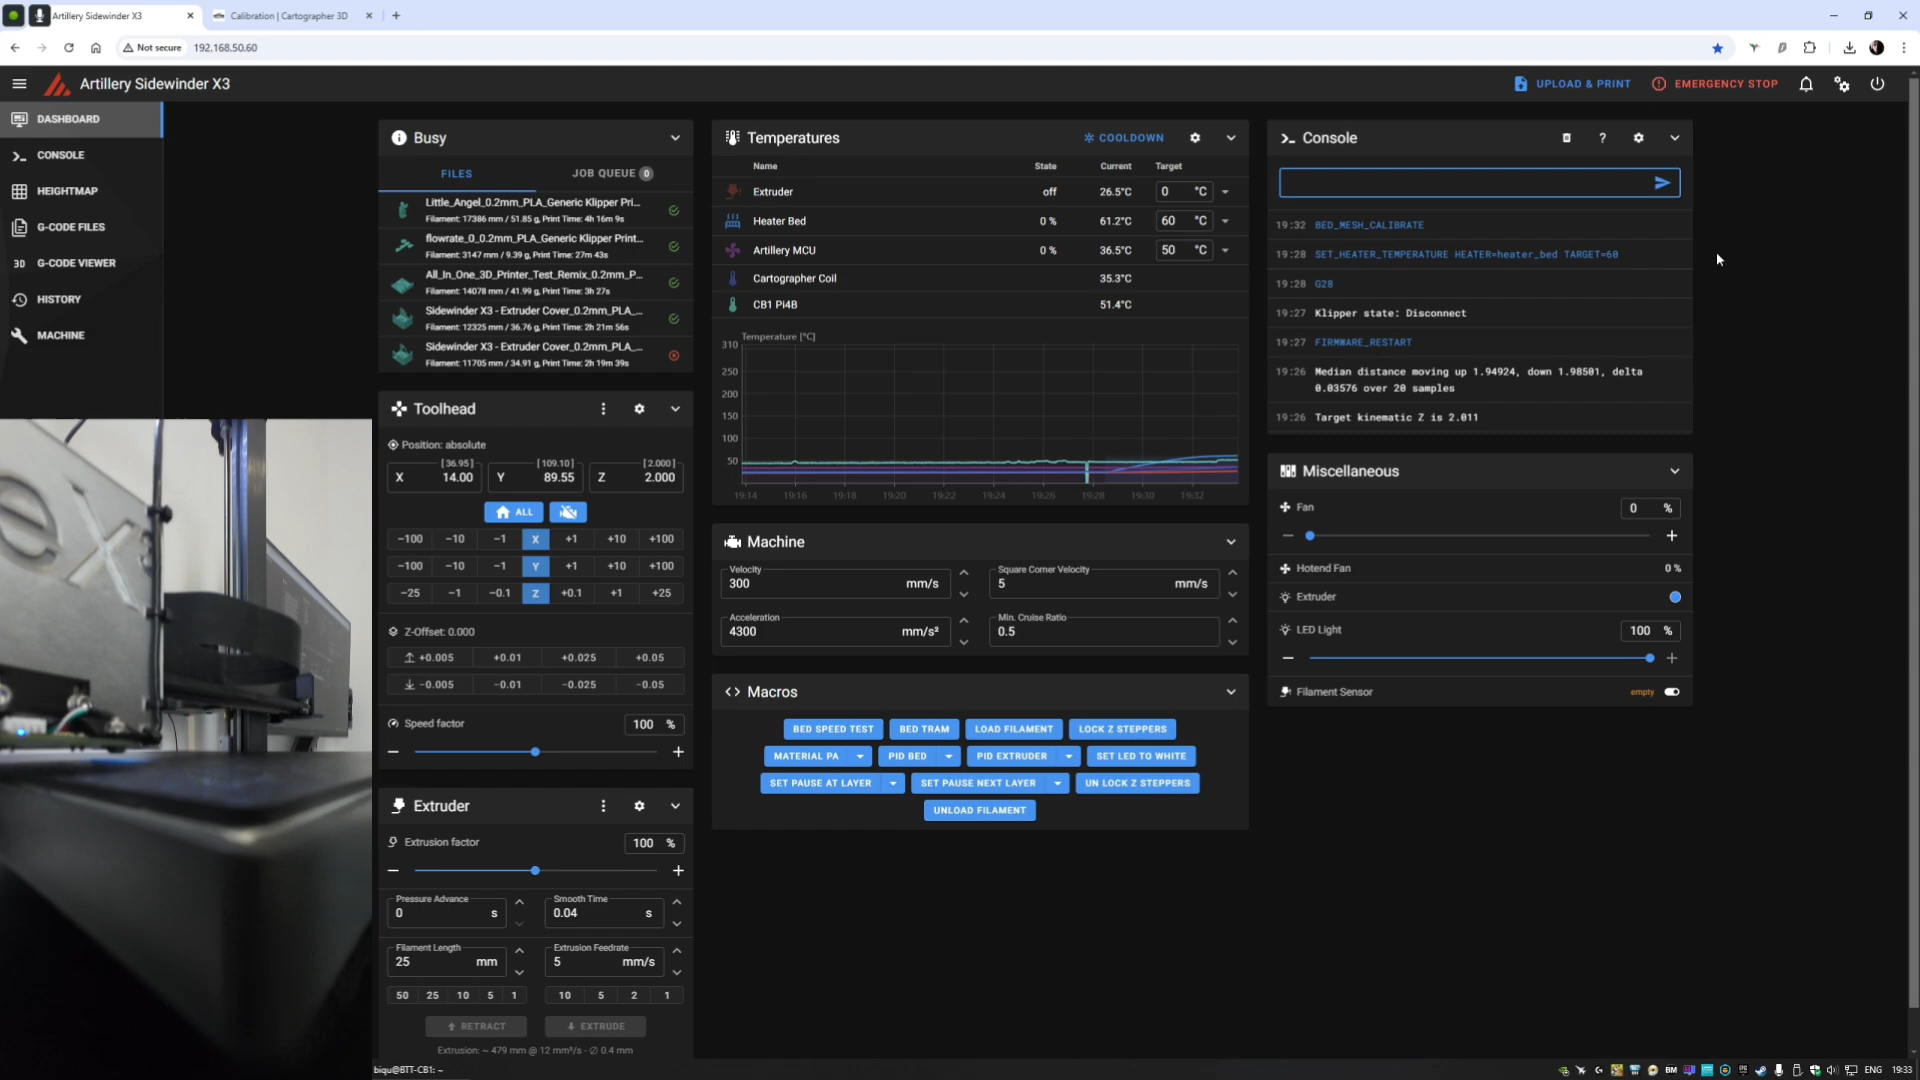 Artillery Sidewinder X3
Calibration | Cartographer 3D
Not secure
192.168.50.60
Artillery Sidewinder X3
UPLOAD & PRINT
EMERGENCY STOP
DASHBOARD
CONSOLE
HEIGHTMAP
G-CODE FILES
3D G-CODE VIEWER
HISTORY
MACHINE
Busy
FILES
JOB QUEUE 0
Little_Angel_0.2mm_PLA_Generic Klipper Pri...
Filament: 17386 mm / 51.85 g, Print Time: 4h 16m 9s
flowrate_0_0.2mm_PLA_Generic Klipper Print...
Filament: 3147 mm / 9.39 g, Print Time: 27m 43s
All_In_One_3D_Printer_Test_Remix_0.2mm_P...
Filament: 14078 mm / 41.99 g, Print Time: 3h 27s
Sidewinder X3 - Extruder Cover_0.2mm_PLA_...
Filament: 12325 mm / 36.76 g, Print Time: 2h 21m 56s
Sidewinder X3 - Extruder Cover_0.2mm_PLA_...
Filament: 11705 mm / 34.91 g, Print Time: 2h 19m 39s
Toolhead
Position: absolute
[36.95]
X 14.00
[109.10]
Y 89.55
[2.000]
Z 2.000
ALL
−100 −10 −1 X +1 +10 +100
−100 −10 −1 Y +1 +10 +100
−25 −1 −0.1 Z +0.1 +1 +25
Z-Offset: 0.000
+0.005 +0.01 +0.025 +0.05
−0.005 −0.01 −0.025 −0.05
Speed factor
100 %
Extruder
Extrusion factor
100 %
Pressure Advance
0 s
Smooth Time
0.04 s
Filament Length
25 mm
Extrusion Feedrate
5 mm/s
50 25 10 5 1
10 5 2 1
RETRACT
EXTRUDE
Extrusion: ~ 479 mm @ 12 mm³/s - ∅ 0.4 mm
Temperatures
COOLDOWN
Name State Current Target
Extruder off 26.5°C 0 °C
Heater Bed 0 % 61.2°C 60 °C
Artillery MCU 0 % 36.5°C 50 °C
Cartographer Coil 35.3°C
CB1 PI4B 51.4°C
Temperature [°C]
310
250
200
150
100
50
19:14 19:16 19:18 19:20 19:22 19:24 19:26 19:28 19:30 19:32
Machine
Velocity
300 mm/s
Square Corner Velocity
5 mm/s
Acceleration
4300 mm/s²
Min. Cruise Ratio
0.5
Macros
BED SPEED TEST
BED TRAM
LOAD FILAMENT
LOCK Z STEPPERS
MATERIAL PA
PID BED
PID EXTRUDER
SET LED TO WHITE
SET PAUSE AT LAYER
SET PAUSE NEXT LAYER
UN LOCK Z STEPPERS
UNLOAD FILAMENT
Console
19:32 BED_MESH_CALIBRATE
19:28 SET_HEATER_TEMPERATURE HEATER=heater_bed TARGET=60
19:28 G28
19:27 Klipper state: Disconnect
19:27 FIRMWARE_RESTART
19:26 Median distance moving up 1.94924, down 1.98501, delta
0.03576 over 20 samples
19:26 Target kinematic Z is 2.011
Miscellaneous
Fan
0 %
Hotend Fan
0 %
Extruder
LED Light
100 %
Filament Sensor
empty
biqu@BTT-CB1: ~
BM
ENG
19:33